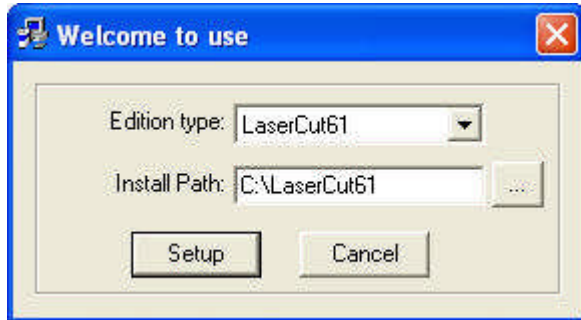 Welcome to use
Edition type: LaserCut61
Install Path: C:\LaserCut61 ...
Setup Cancel